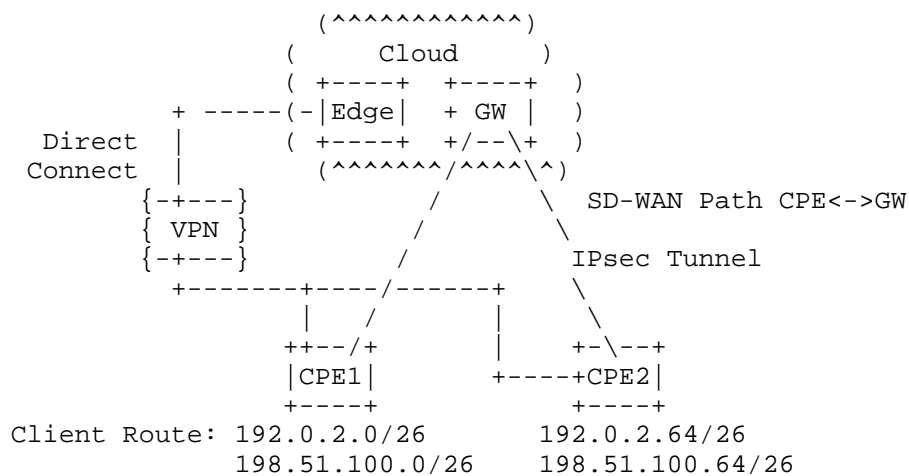 (^^^^^^^^^^^^)
(     Cloud      )
( +----+  +----+  )
+ -----(-|Edge|  + GW |   )
Direct   |      ( +----+  +/--\+  )
Connect   |       (^^^^^^^/^^^^\^)
{-+---}           /      \    SD-WAN Path CPE<->GW
{ VPN }          /        \
{-+---}         /          IPsec Tunnel
+-------+----/------+     \
|   /       |      \
++--/+       |    +-\--+
|CPE1|       +-----+CPE2|
+----+            +----+
Client Route: 192.0.2.0/26       192.0.2.64/26
198.51.100.0/26    198.51.100.64/26